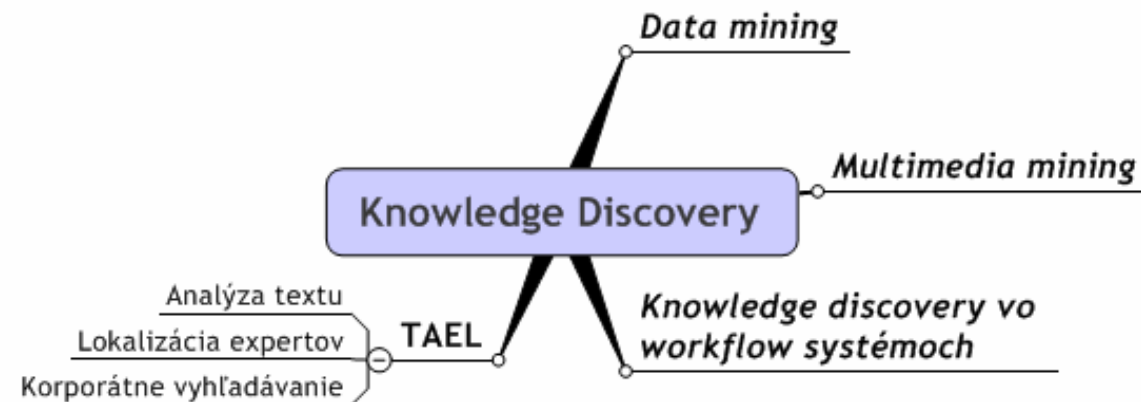 Data mining
Multimedia mining
Knowledge Discovery
Knowledge discovery vo
workflow systémoch
TAEL
Analýza textu
Lokalizácia expertov
Korporátne vyhľadávanie